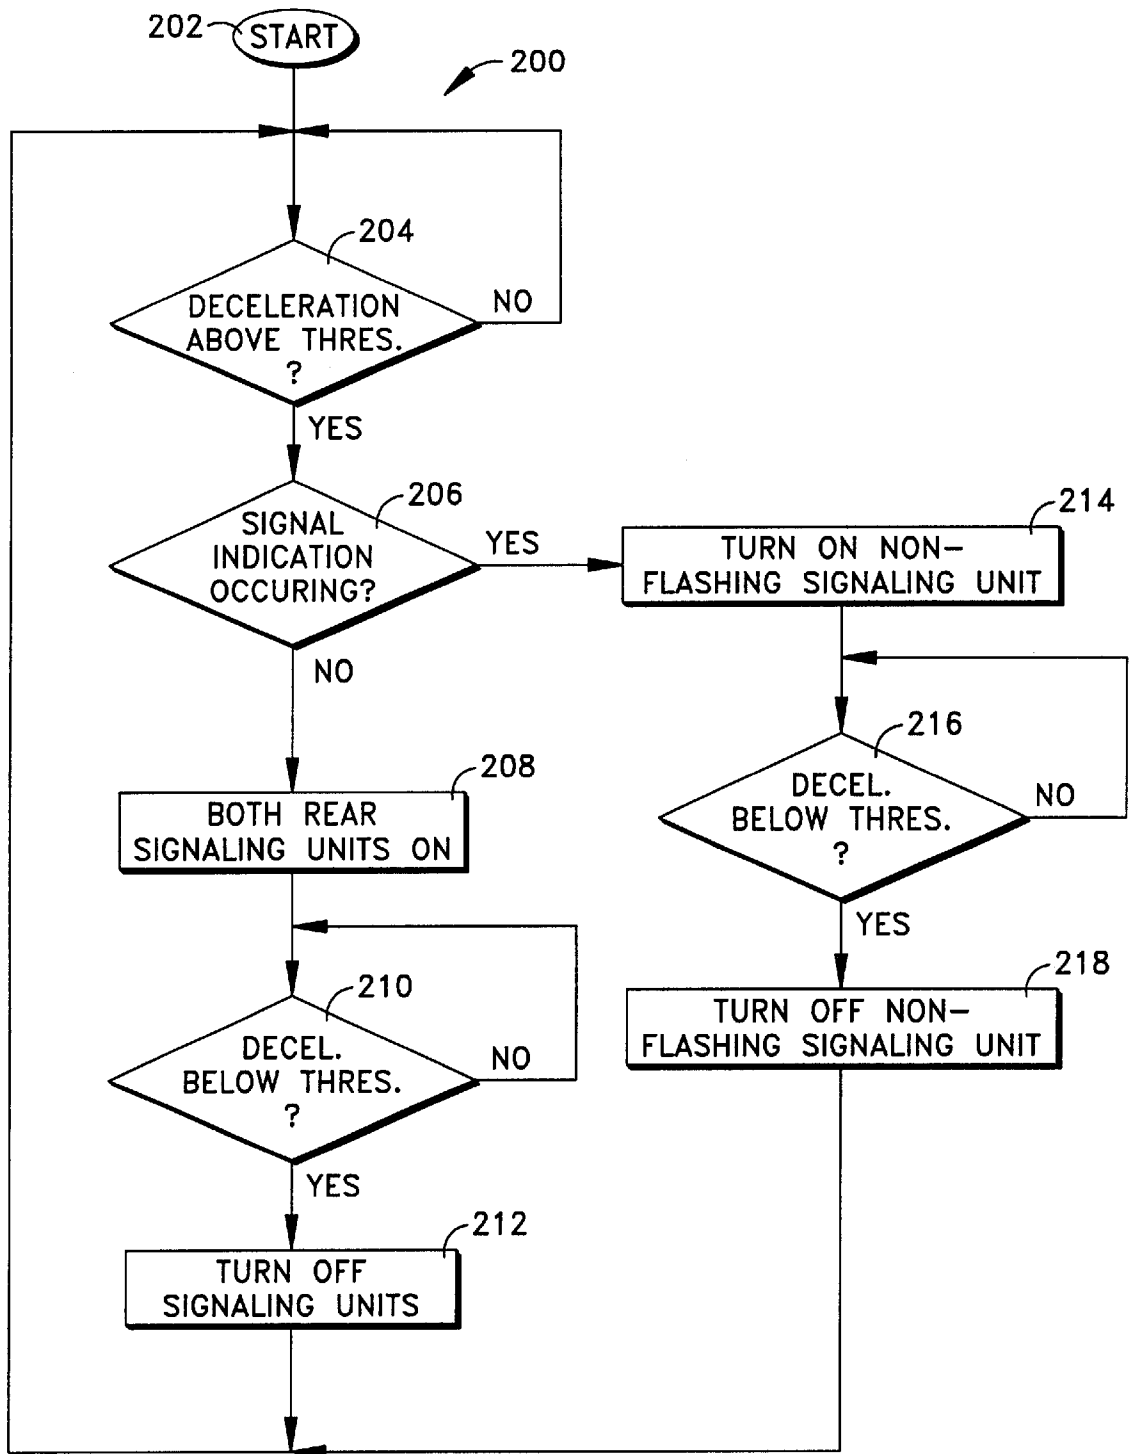 202
START
200
204
DECELERATION
ABOVE THRES.
?
NO
YES
206
SIGNAL
INDICATION
OCCURING?
YES
NO
214
TURN ON NON-
FLASHING SIGNALING UNIT
216
DECEL.
BELOW THRES.
?
NO
YES
218
TURN OFF NON-
FLASHING SIGNALING UNIT
208
BOTH REAR
SIGNALING UNITS ON
210
DECEL.
BELOW THRES.
?
NO
YES
212
TURN OFF
SIGNALING UNITS